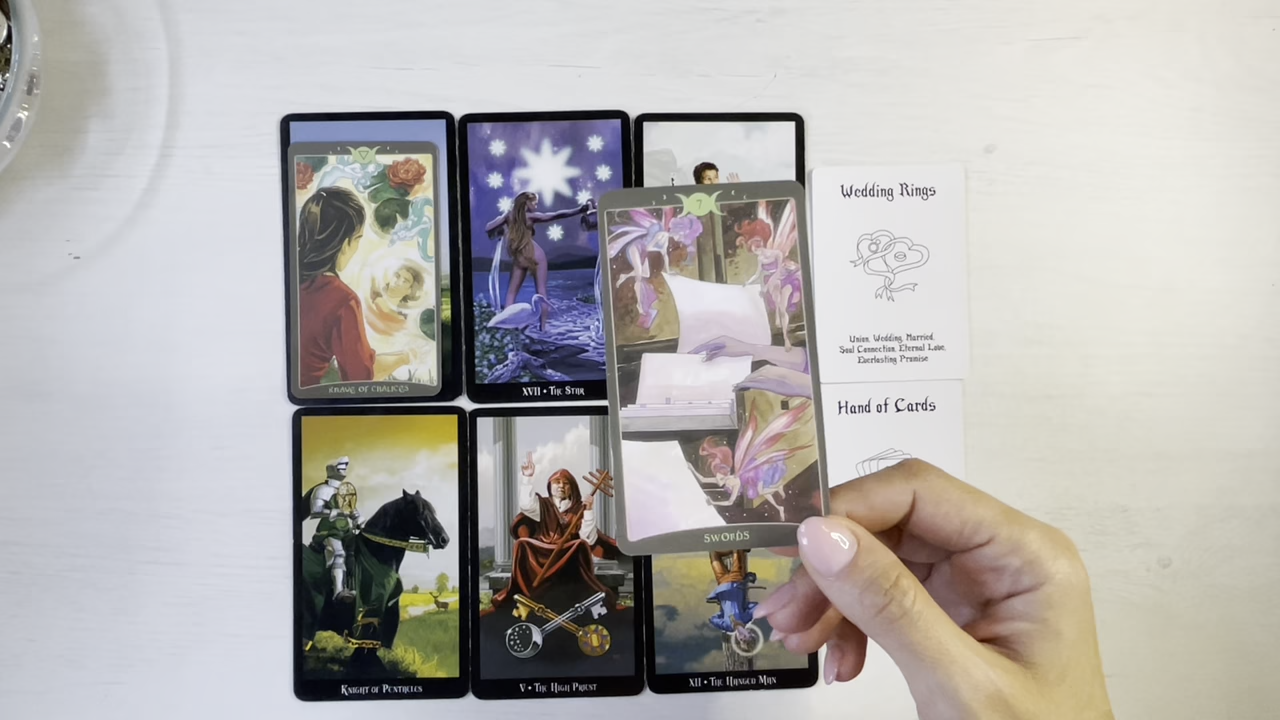 Wedding Rings
Union, Wedding, Married,
Soul Connection, Eternal Love,
Everlasting Promise
7
KNAVE OF CHALICES
XVII • THE STAR
Hand of Cards
SWORDS
KNIGHT OF PENTACLES
V • THE HIGH PRIEST
XII • THE HANGED MAN